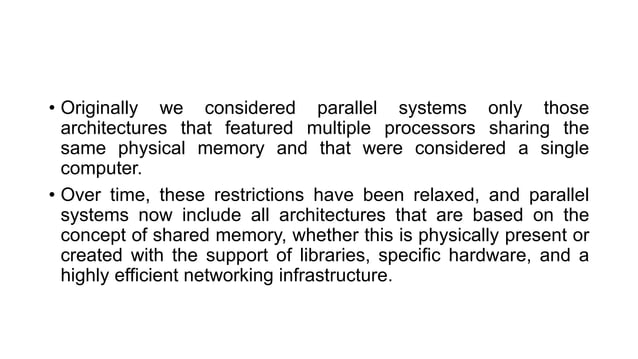 • Originally we considered parallel systems only those
architectures that featured multiple processors sharing the
same physical memory and that were considered a single
computer.
• Over time, these restrictions have been relaxed, and parallel
systems now include all architectures that are based on the
concept of shared memory, whether this is physically present or
created with the support of libraries, specific hardware, and a
highly efficient networking infrastructure.